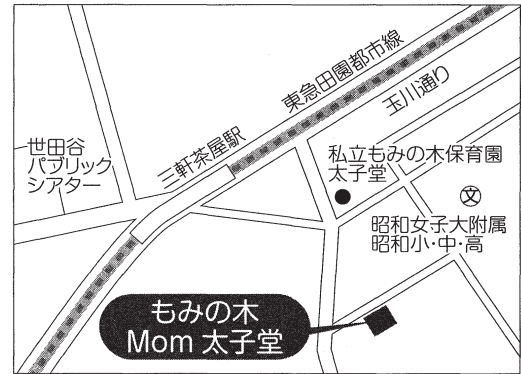 東急田園都市線
玉川通り
三軒茶屋駅
世田谷
パブリック
シアター
私立もみの木保育園
太子堂
文
昭和女子大附属
昭和小・中・高
もみの木
Mom 太子堂